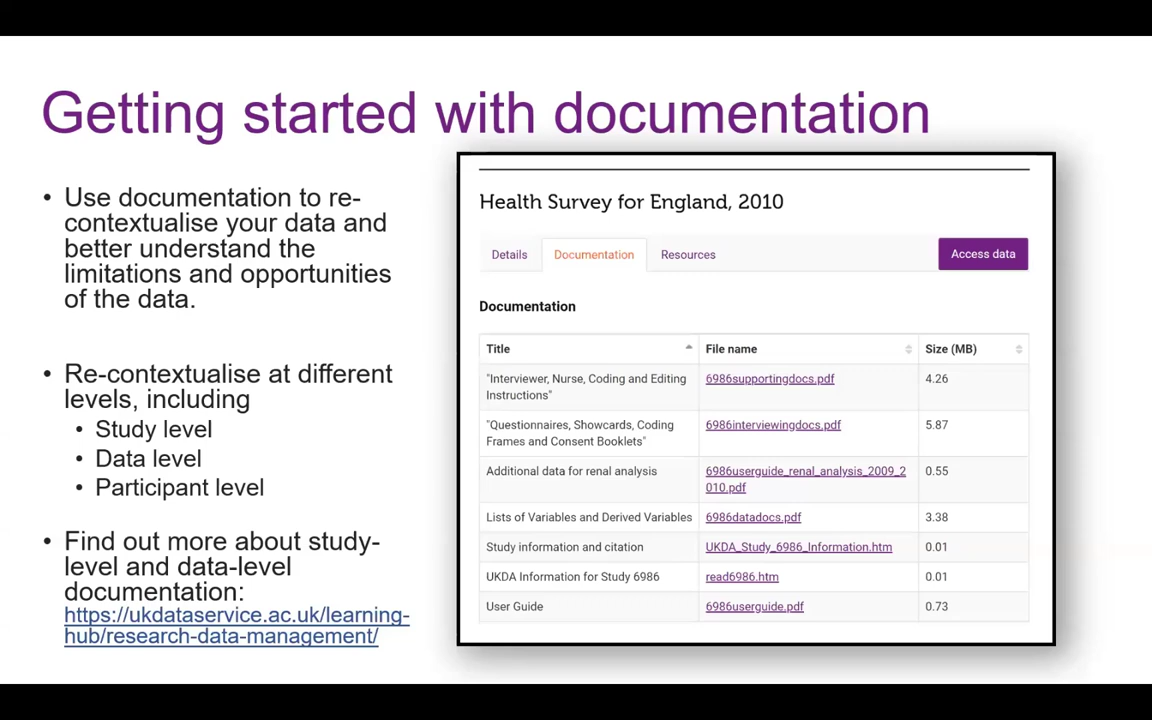 Getting started with documentation
• Use documentation to re-
contextualise your data and
better understand the
limitations and opportunities
of the data.
• Re-contextualise at different
levels, including
• Study level
• Data level
• Participant level
• Find out more about study-
level and data-level
documentation:
https://ukdataservice.ac.uk/learning-
hub/research-data-management/
Health Survey for England, 2010
Details Documentation Resources Access data
Documentation
Title File name Size (MB)
"Interviewer, Nurse, Coding and Editing
Instructions" 6986supportingdocs.pdf 4.26
"Questionnaires, Showcards, Coding
Frames and Consent Booklets" 6986interviewingdocs.pdf 5.87
Additional data for renal analysis 6986userguide_renal_analysis_2009_2
010.pdf 0.55
Lists of Variables and Derived Variables 6986datadocs.pdf 3.38
Study information and citation UKDA_Study_6986_Information.htm 0.01
UKDA Information for Study 6986 read6986.htm 0.01
User Guide 6986userguide.pdf 0.73